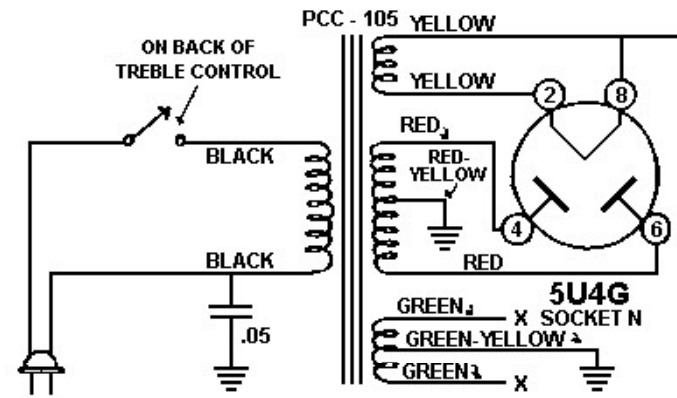 PCC - 105
YELLOW
ON BACK OF
TREBLE CONTROL
YELLOW
2
8
RED
BLACK
RED-
YELLOW
4
6
BLACK
RED
5U4G
GREEN
X SOCKET N
.05
GREEN-YELLOW
GREEN
X